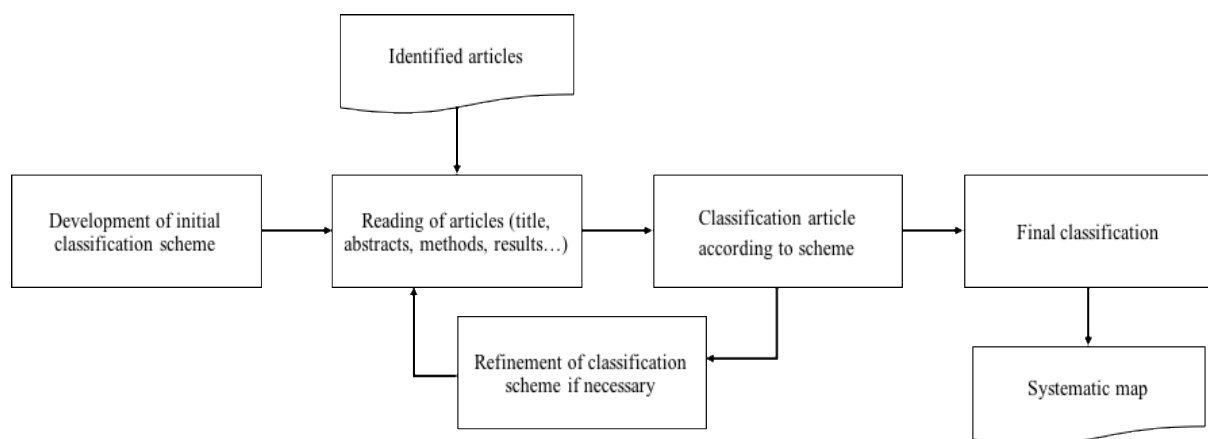 Identified articles
Development of initial
classification scheme
Reading of articles (title,
abstracts, methods, results…)
Classification article
according to scheme
Final classification
Refinement of classification
scheme if necessary
Systematic map